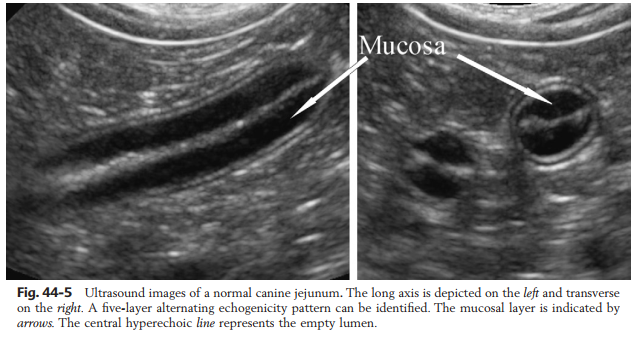 Mucosa
Fig. 44-5 Ultrasound images of a normal canine jejunum. The long axis is depicted on the left and transverse
on the right. A five-layer alternating echogenicity pattern can be identified. The mucosal layer is indicated by
arrows. The central hyperechoic line represents the empty lumen.